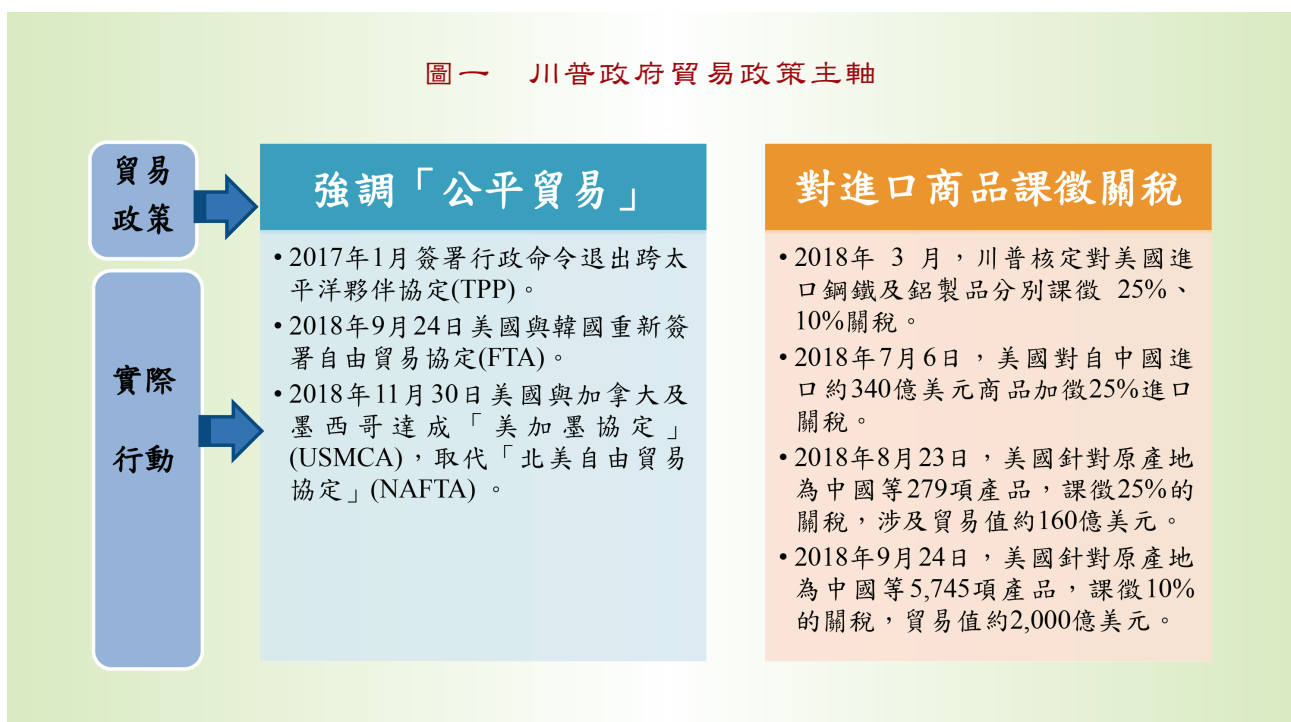 圖一 川普政府貿易政策主軸
貿易
政策
強調「公平貿易」
對進口商品課徵關稅
實際
行動
•2017年1月簽署行政命令退出跨太
平洋夥伴協定(TPP)。
•2018年9月24日美國與韓國重新簽
署自由貿易協定(FTA)。
•2018年11月30日美國與加拿大及
墨西哥達成「美加墨協定」
(USMCA),取代「北美自由貿易
協定」(NAFTA) 。
•2018年 3 月,川普核定對美國進
口鋼鐵及鋁製品分別課徵 25%、
10%關稅。
•2018年7月6日,美國對自中國進
口約340億美元商品加徵25%進口
關稅。
•2018年8月23日,美國針對原產地
為中國等279項產品,課徵25%的
關稅,涉及貿易值約160億美元。
•2018年9月24日,美國針對原產地
為中國等5,745項產品,課徵10%
的關稅,貿易值約2,000億美元。